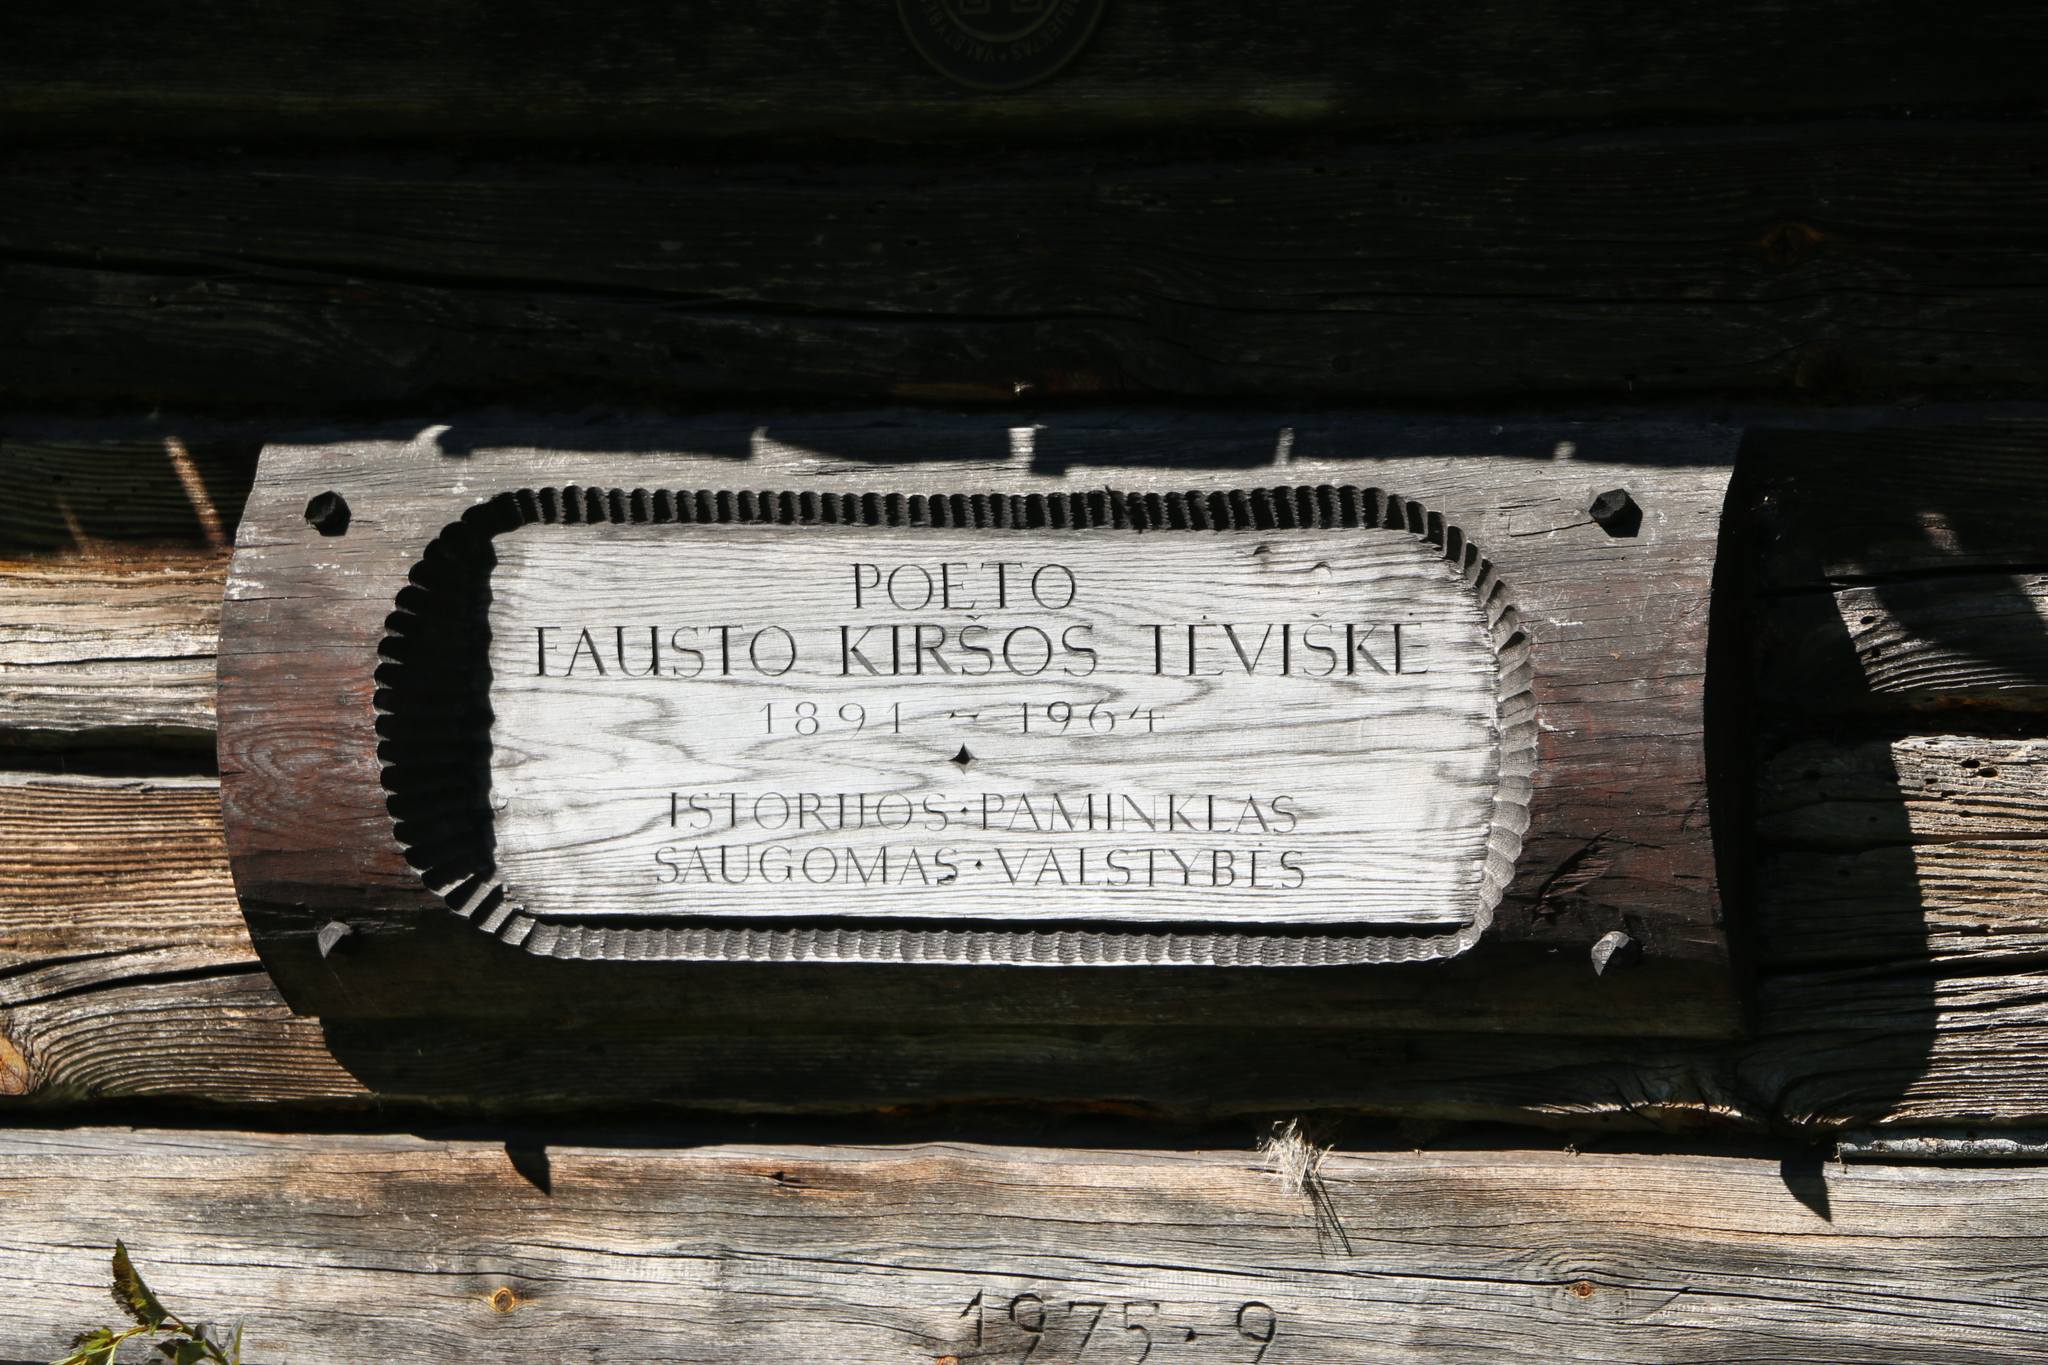 POETO
FAUSTO KIRŠOS TĖVIŠKĖ
1891 ~ 1964
ISTORIJOS · PAMINKLAS
SAUGOMAS · VALSTYBĖS
1975 . 9